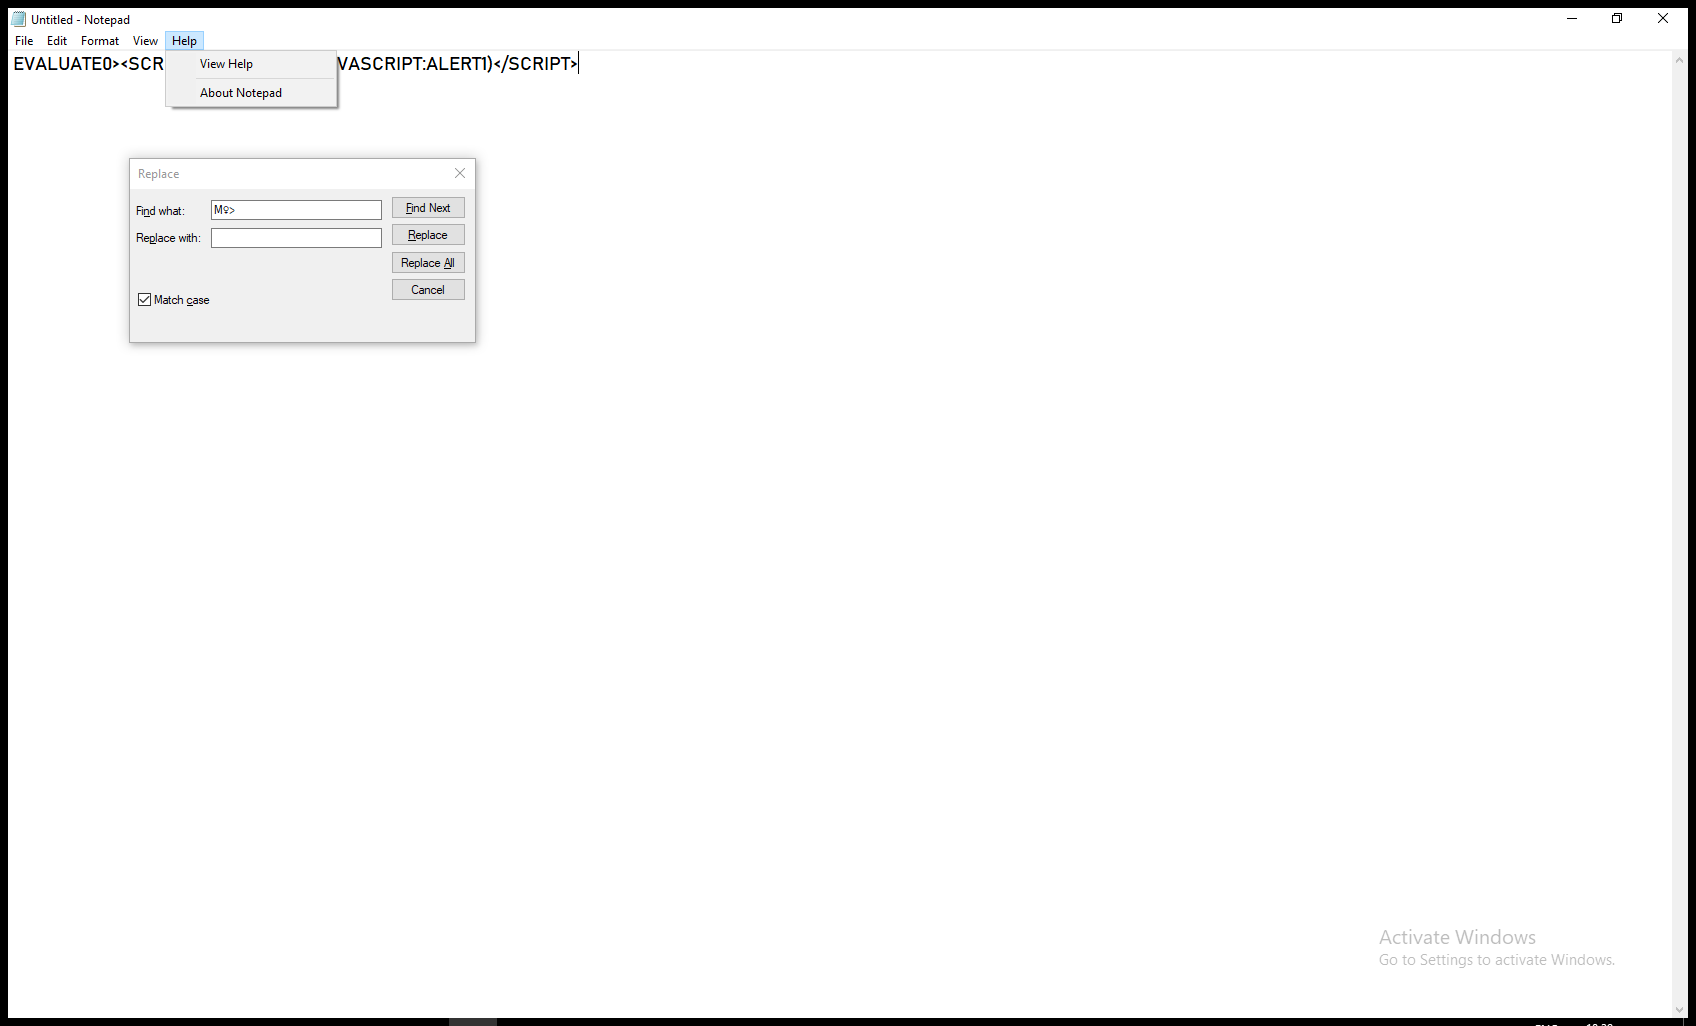 Untitled - Notepad
File Edit Format View Help
EVALUATE0><SCR VASCRIPT:ALERT1)</SCRIPT>
View Help
About Notepad
Replace
Find what: M♀> Find Next
Replace with: Replace
Replace All
Cancel
Match case
Activate Windows
Go to Settings to activate Windows.